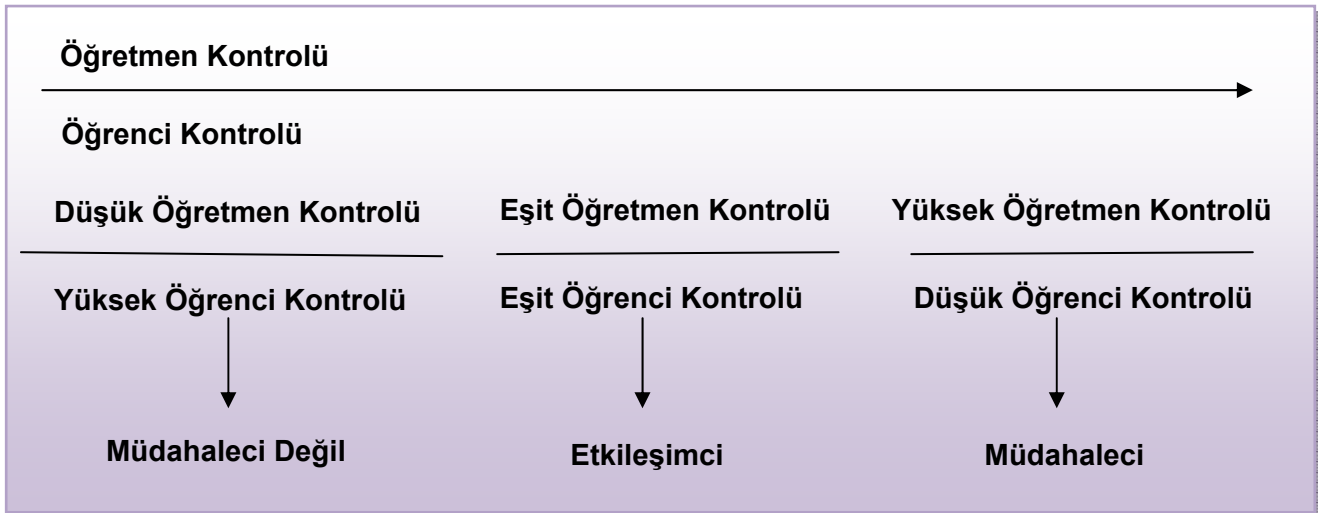 Öğretmen Kontrolü
Öğrenci Kontrolü
Düşük Öğretmen Kontrolü
Yüksek Öğrenci Kontrolü
Müdahaleci Değil
Eşit Öğretmen Kontrolü
Eşit Öğrenci Kontrolü
Etkileşimci
Yüksek Öğretmen Kontrolü
Düşük Öğrenci Kontrolü
Müdahaleci